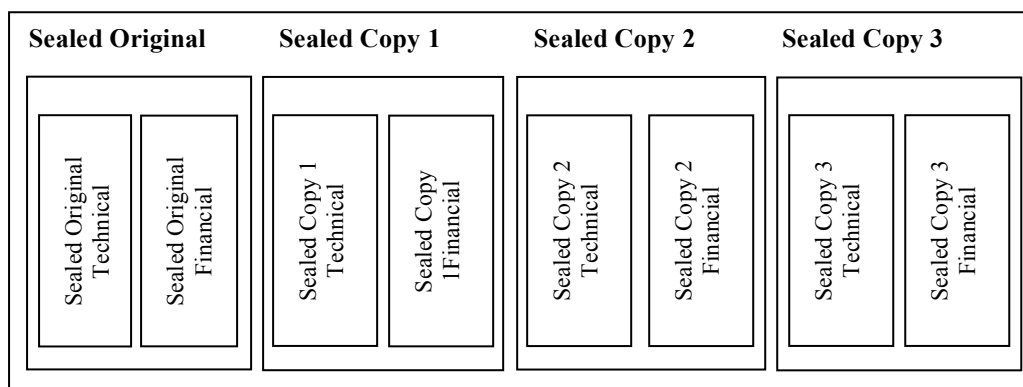 Sealed Original
Sealed Copy 1
Sealed Copy 2
Sealed Copy 3
Sealed Original
Technical
Sealed Original
Financial
Sealed Copy 1
Technical
Sealed Copy
1Financial
Sealed Copy 2
Technical
Sealed Copy 2
Financial
Sealed Copy 3
Technical
Sealed Copy 3
Financial